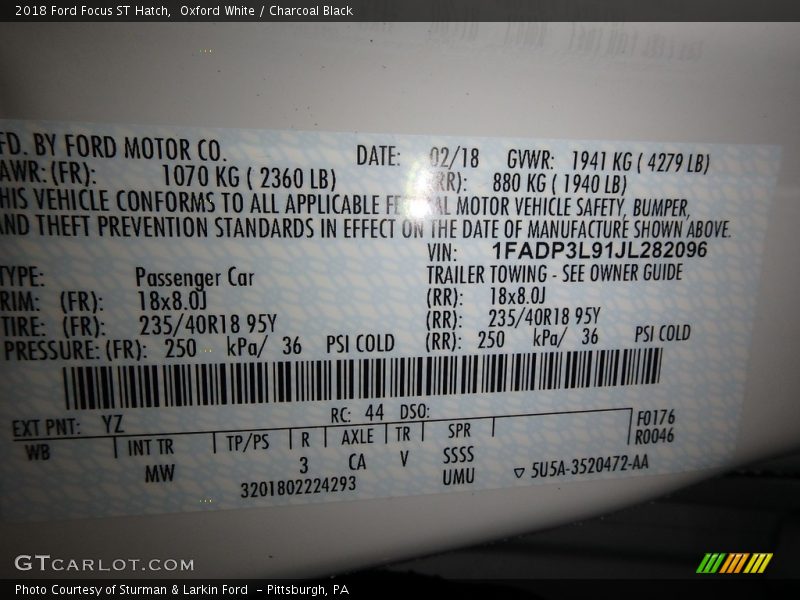 2018 Ford Focus ST Hatch,  Oxford White / Charcoal Black
FD. BY FORD MOTOR CO.
DATE: 02/18 GVWR: 1941 KG ( 4279 LB)
AWR: (FR): 1070 KG ( 2360 LB) RR): 880 KG ( 1940 LB)
HIS VEHICLE CONFORMS TO ALL APPLICABLE FEDERAL MOTOR VEHICLE SAFETY, BUMPER,
AND THEFT PREVENTION STANDARDS IN EFFECT ON THE DATE OF MANUFACTURE SHOWN ABOVE.
VIN: 1FADP3L91JL282096
TYPE: Passenger Car TRAILER TOWING - SEE OWNER GUIDE
RIM: (FR): 18x8.0J (RR): 18x8.0J
TIRE: (FR): 235/40R18 95Y (RR): 235/40R18 95Y
PRESSURE: (FR): 250 kPa/ 36 PSI COLD (RR): 250 kPa/ 36 PSI COLD
EXT PNT: YZ RC: 44 DSO: F0176
WB INT TR TP/PS R AXLE TR SPR R0046
MW 3 CA V SSSS
3201802224293 UMU ▽ 5U5A-3520472-AA
GTCARLOT.COM
Photo Courtesy of Sturman & Larkin Ford  - Pittsburgh, PA